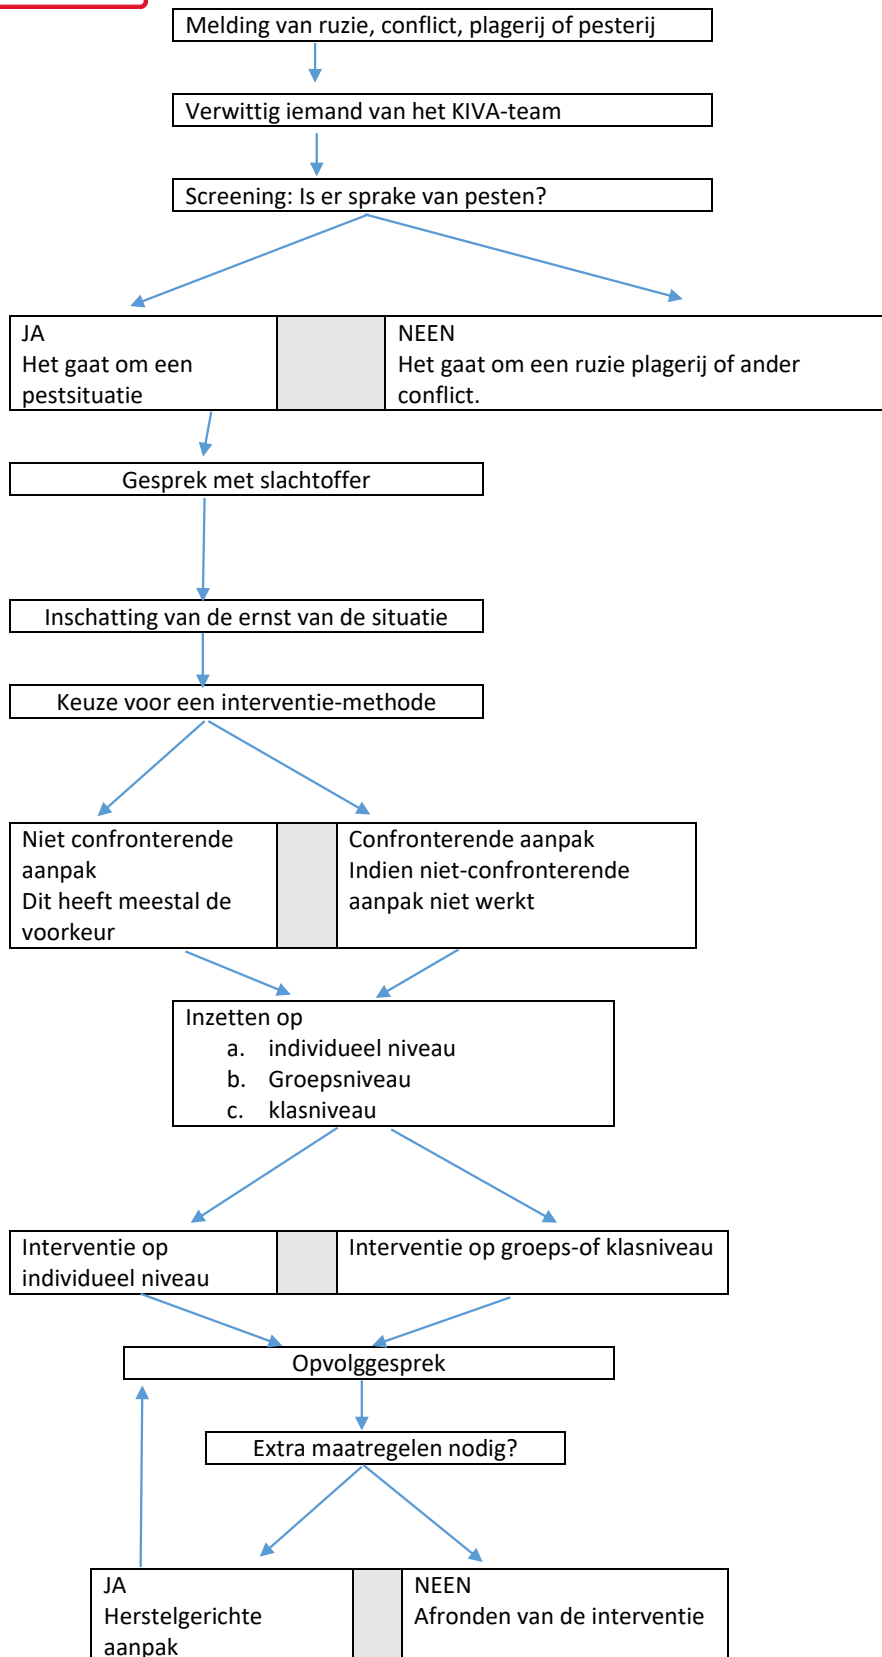 Melding van ruzie, conflict, plagerij of pesterij
Verwittig iemand van het KIVA-team
Screening: Is er sprake van pesten?
JA
Het gaat om een
pestsituatie
NEEN
Het gaat om een ruzie plagerij of ander
conflict.
Gesprek met slachtoffer
Inschatting van de ernst van de situatie
Keuze voor een interventie-methode
Niet confronterende
aanpak
Dit heeft meestal de
voorkeur
Confronterende aanpak
Indien niet-confronterende
aanpak niet werkt
Inzetten op
a. individueel niveau
b. Groepsniveau
c. klasniveau
Interventie op
individueel niveau
Interventie op groeps-of klasniveau
Opvolggesprek
Extra maatregelen nodig?
JA
Herstelgerichte
aanpak
NEEN
Afronden van de interventie